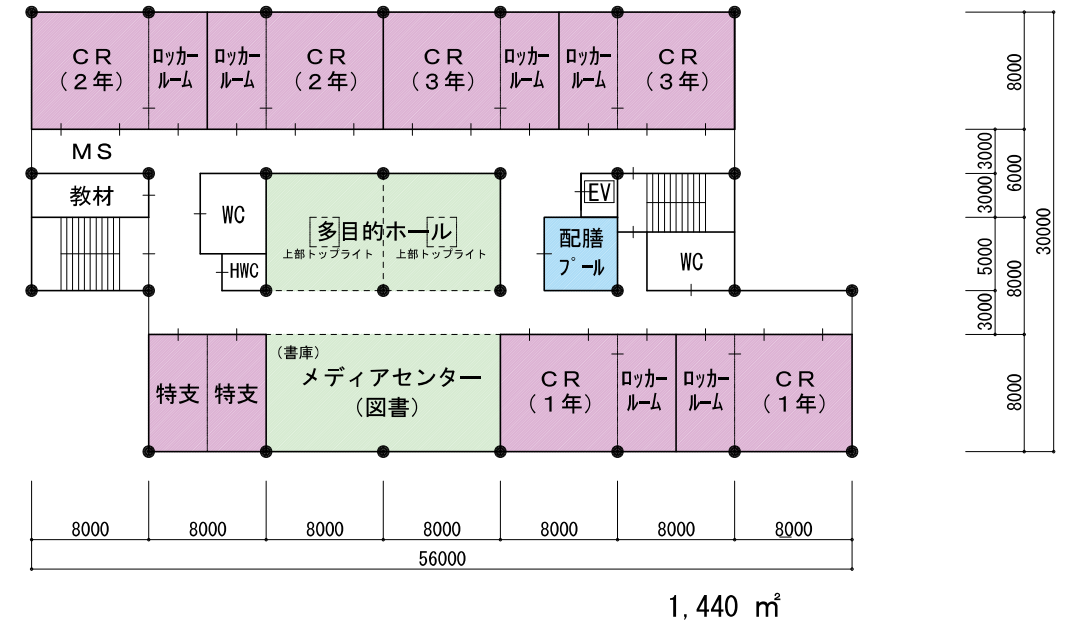 ＣＲ
（２年）
ロッカー
ルーム
ロッカー
ルーム
ＣＲ
（２年）
ＣＲ
（３年）
ロッカー
ルーム
ロッカー
ルーム
ＣＲ
（３年）
ＭＳ
教材
WC
HWC
多目的ホール
上部トップライト
上部トップライト
EV
配膳
プール
WC
特支
特支
（書庫）
メディアセンター
（図書）
ＣＲ
（１年）
ロッカー
ルーム
ロッカー
ルーム
ＣＲ
（１年）
8000
3000
3000
6000
5000
3000
8000
8000
30000
8000
8000
8000
8000
8000
8000
8000
56000
1,440 ㎡